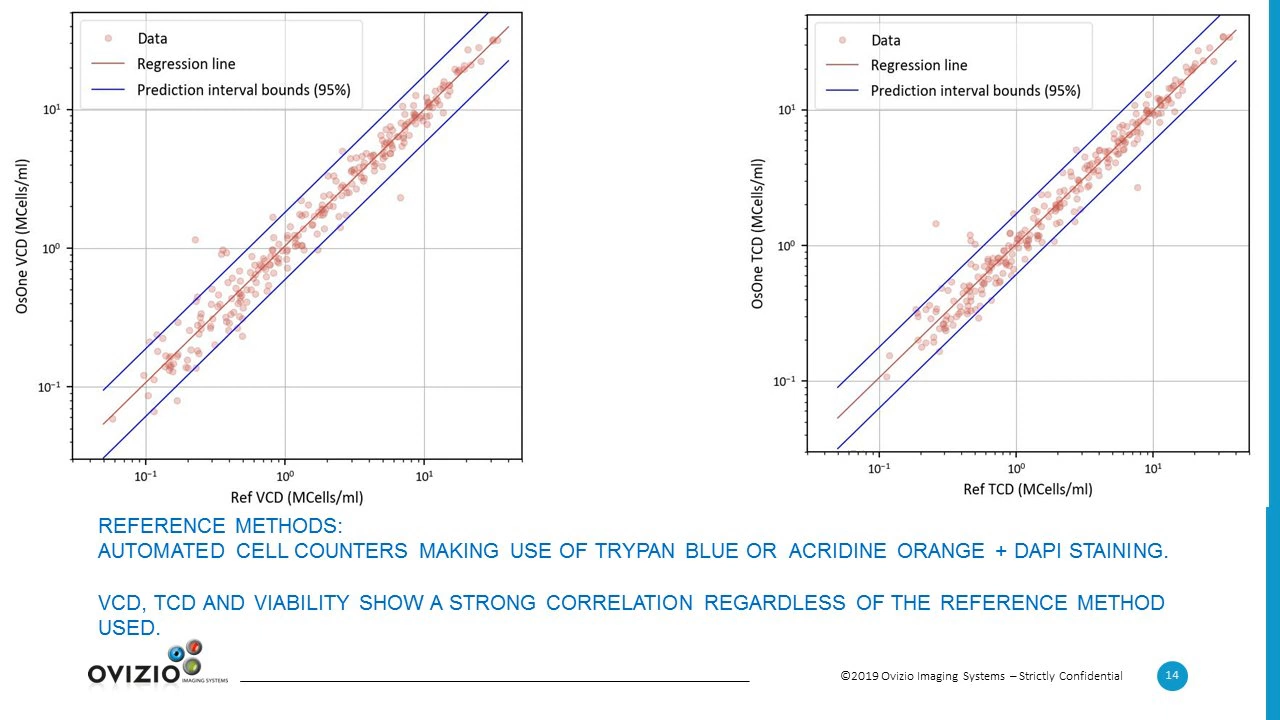 Data
Regression line
Prediction interval bounds (95%)
10¹
10⁰
10⁻¹
OsOne VCD (MCells/ml)
10⁻¹
10⁰
10¹
Ref VCD (MCells/ml)
Data
Regression line
Prediction interval bounds (95%)
10¹
10⁰
10⁻¹
OsOne TCD (MCells/ml)
10⁻¹
10⁰
10¹
Ref TCD (MCells/ml)
REFERENCE METHODS:
AUTOMATED CELL COUNTERS MAKING USE OF TRYPAN BLUE OR ACRIDINE ORANGE + DAPI STAINING.
VCD, TCD AND VIABILITY SHOW A STRONG CORRELATION REGARDLESS OF THE REFERENCE METHOD
USED.
OVIZIO
IMAGING SYSTEMS
©2019 Ovizio Imaging Systems – Strictly Confidential
14